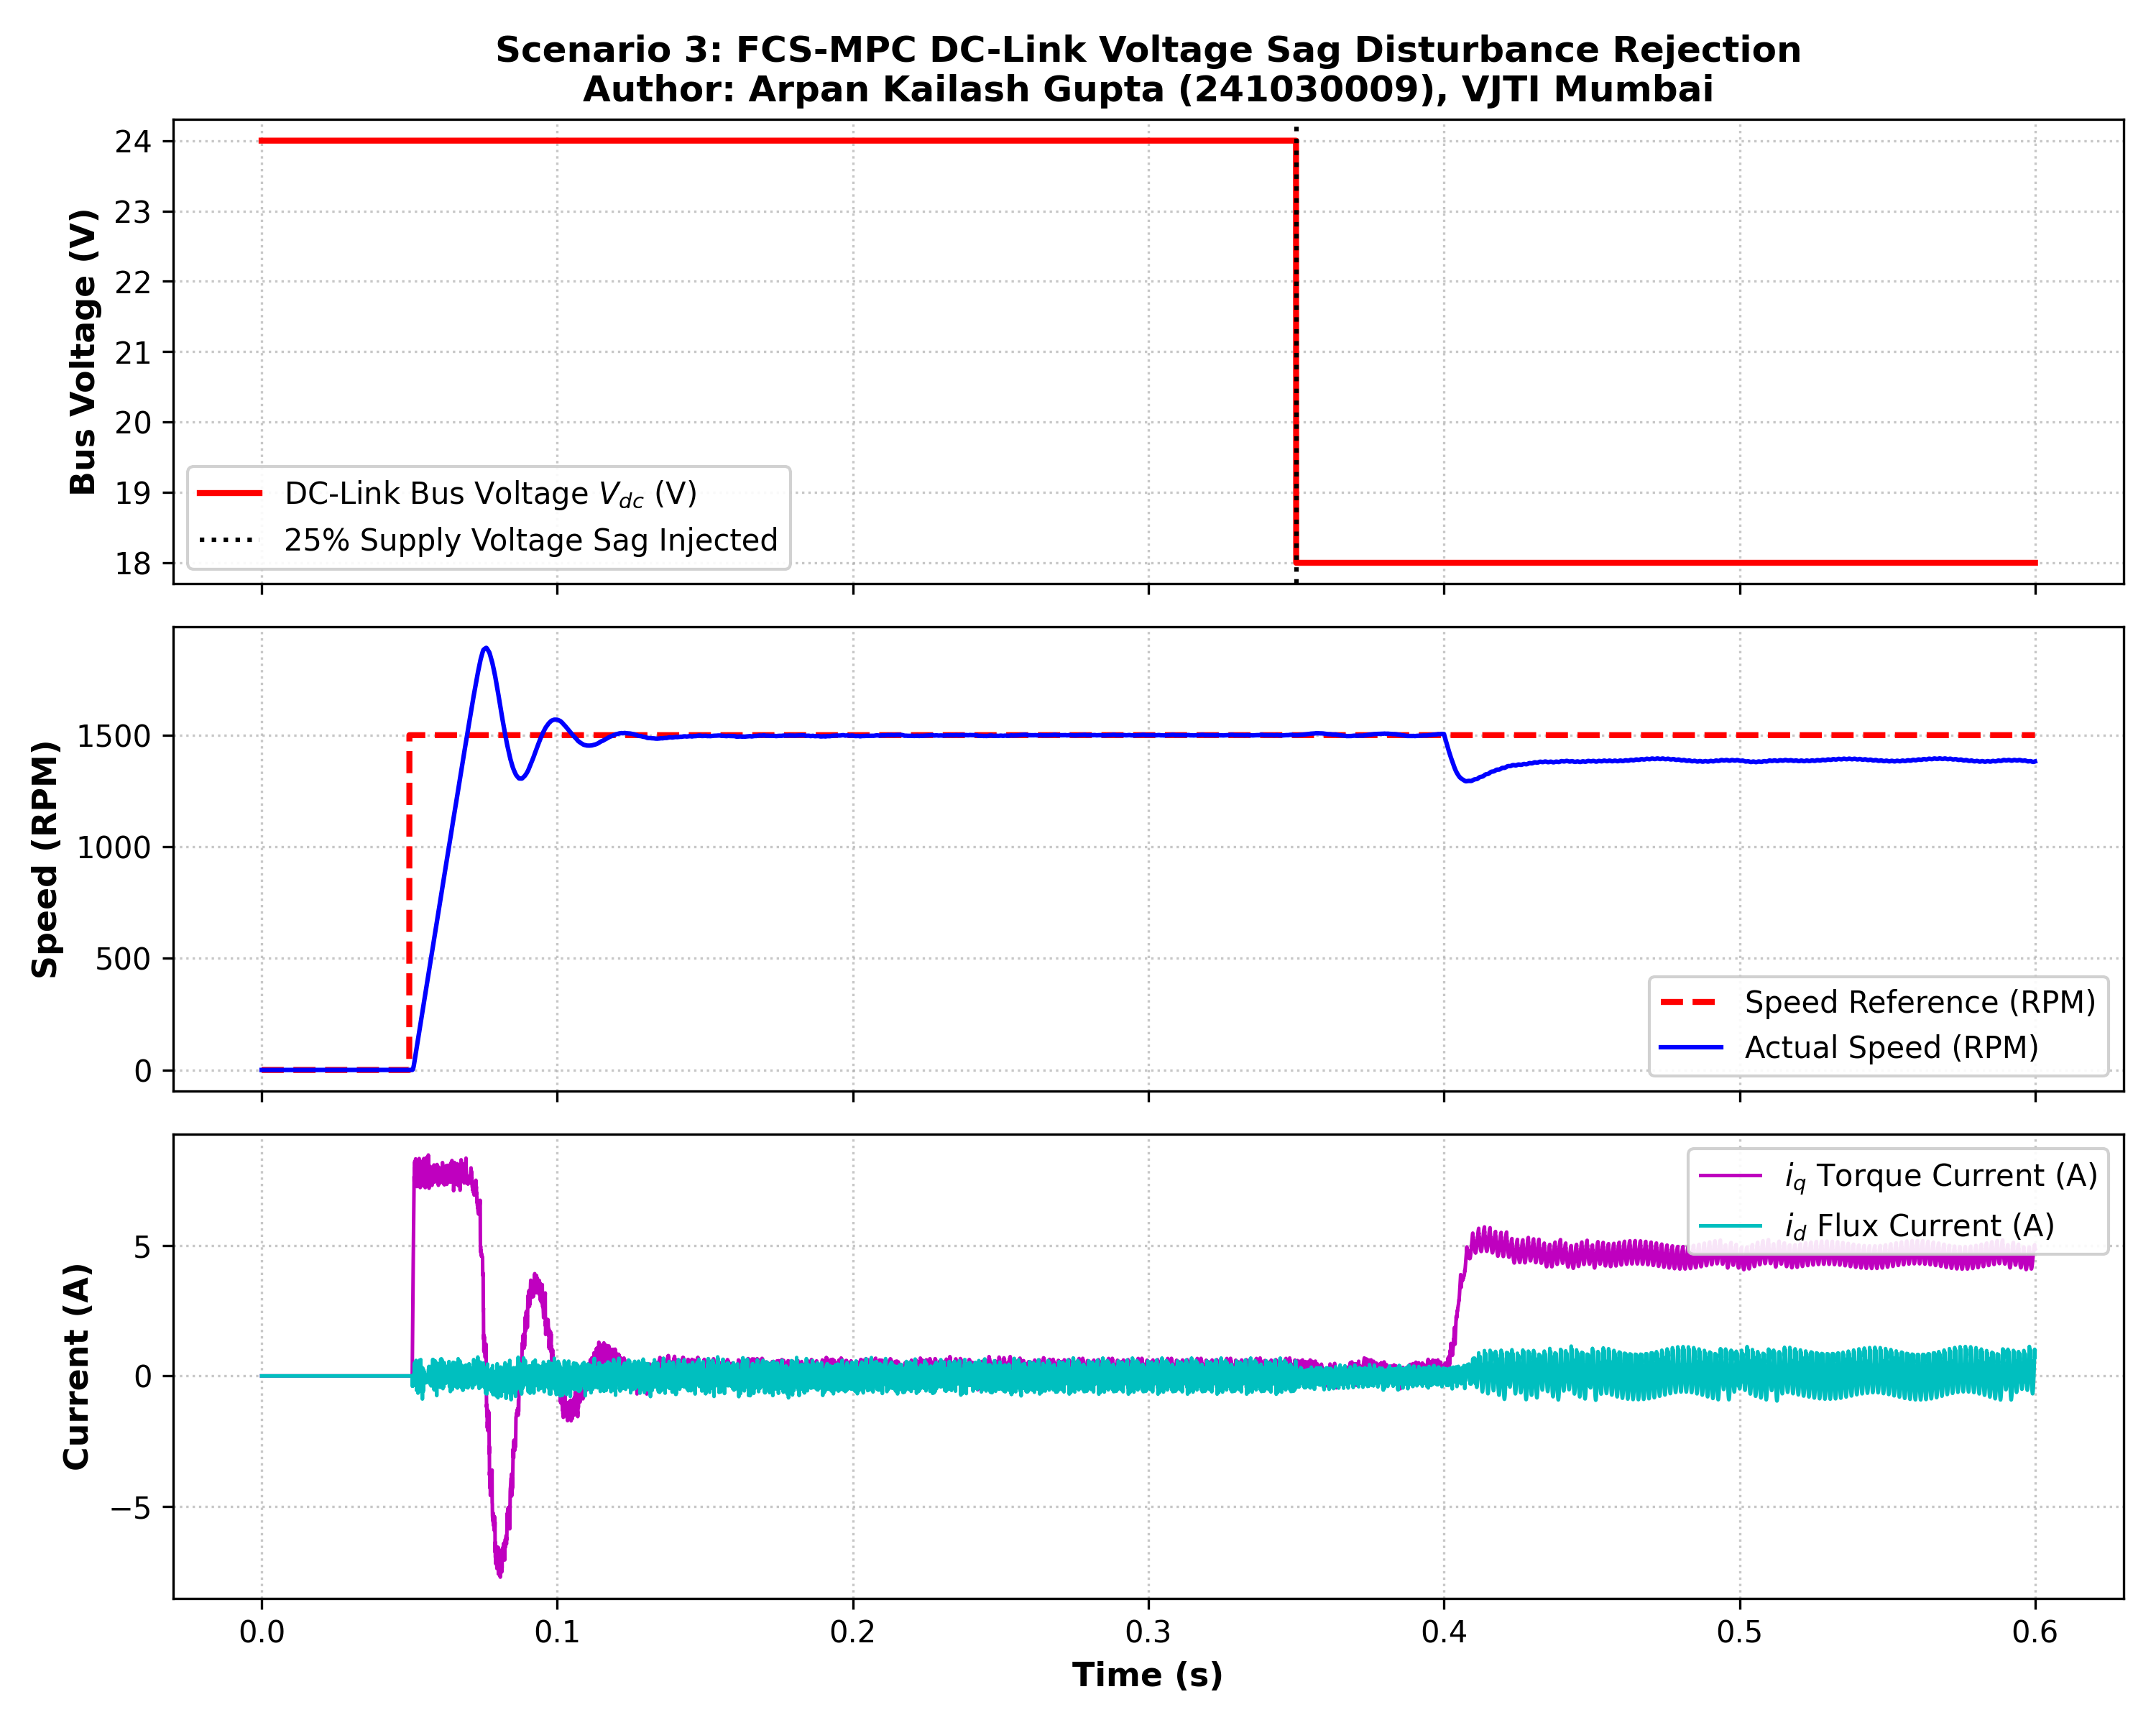 Scenario 3: FCS-MPC DC-Link Voltage Sag Disturbance Rejection
Author: Arpan Kailash Gupta (241030009), VJTI Mumbai
Bus Voltage (V)
24
23
22
21
20
19
18
DC-Link Bus Voltage V_dc (V)
25% Supply Voltage Sag Injected
Speed (RPM)
1500
1000
500
0
Speed Reference (RPM)
Actual Speed (RPM)
Current (A)
5
0
−5
i_q Torque Current (A)
i_d Flux Current (A)
0.0 0.1 0.2 0.3 0.4 0.5 0.6
Time (s)